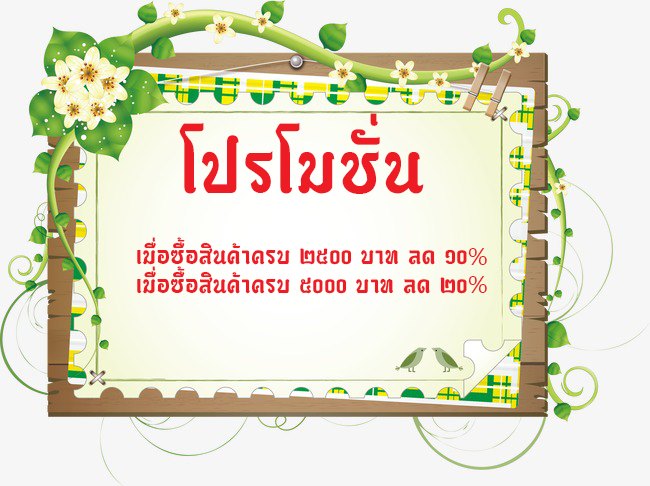 โปรโมชั่น
เมื่อซื้อสินค้าครบ ๒๕๐๐ บาท ลด ๑๐%
เมื่อซื้อสินค้าครบ ๕๐๐๐ บาท ลด ๒๐%